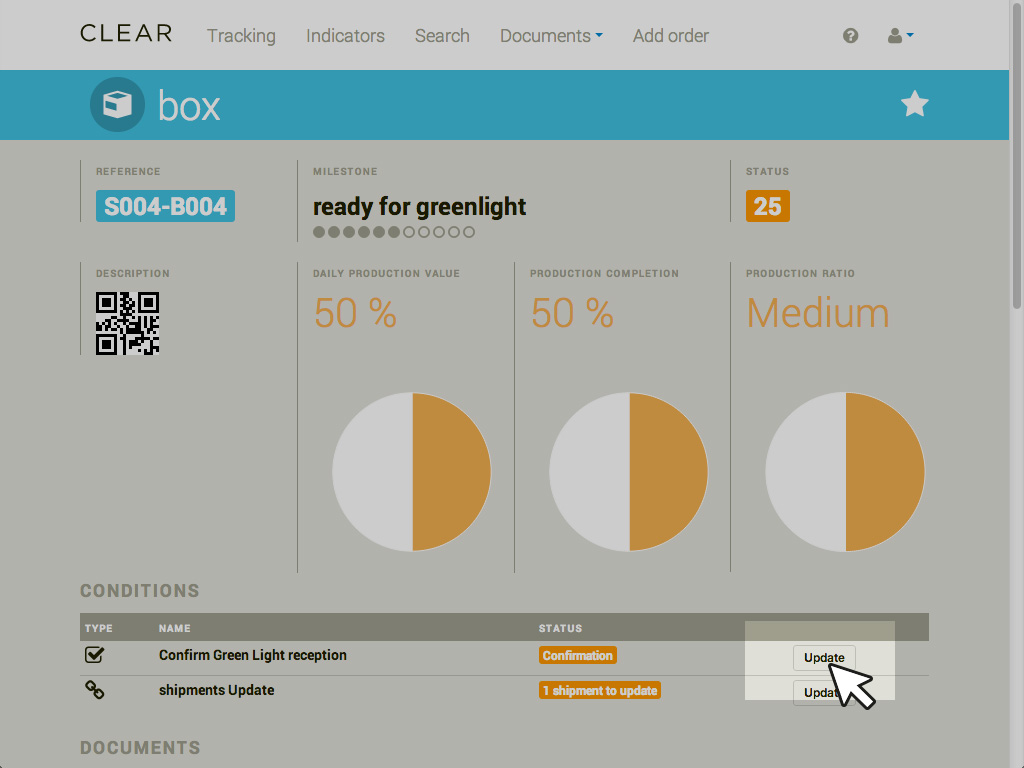 CLEAR Tracking Indicators Search Documents Add order
box
REFERENCE MILESTONE STATUS
S004-B004 ready for greenlight 25
DESCRIPTION DAILY PRODUCTION VALUE PRODUCTION COMPLETION PRODUCTION RATIO
50 % 50 % Medium
CONDITIONS
TYPE NAME STATUS
Confirm Green Light reception Confirmation Update
shipments Update 1 shipment to update
DOCUMENTS